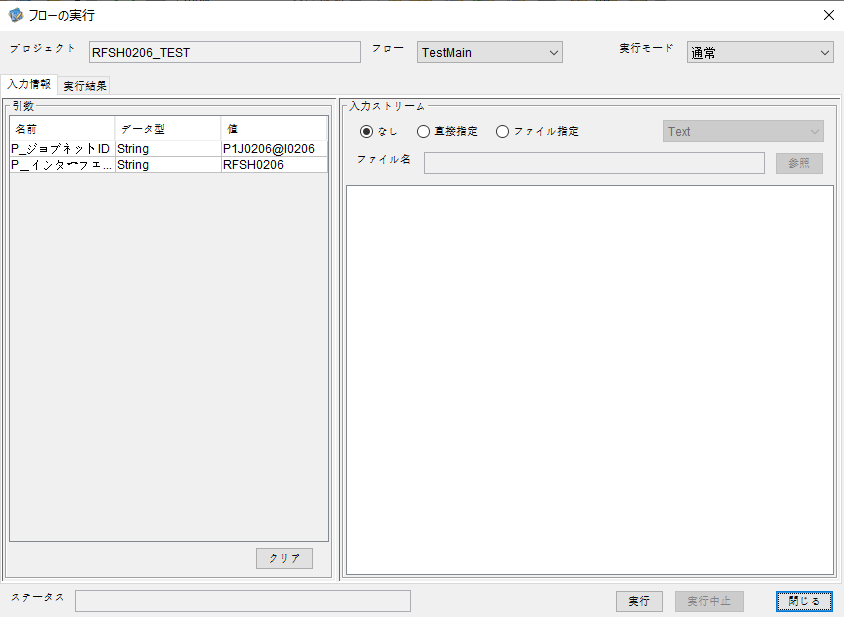 フローの実行
プロジェクト RFSH0206_TEST フロー TestMain 実行モード 通常
入力情報 実行結果
引数
名前 データ型 値
P_ジョブネットID String P1J0206@I0206
P_インターフェ... String RFSH0206
クリア
入力ストリーム
なし 直接指定 ファイル指定 Text
ファイル名 参照
ステータス 実行 実行中止 閉じる